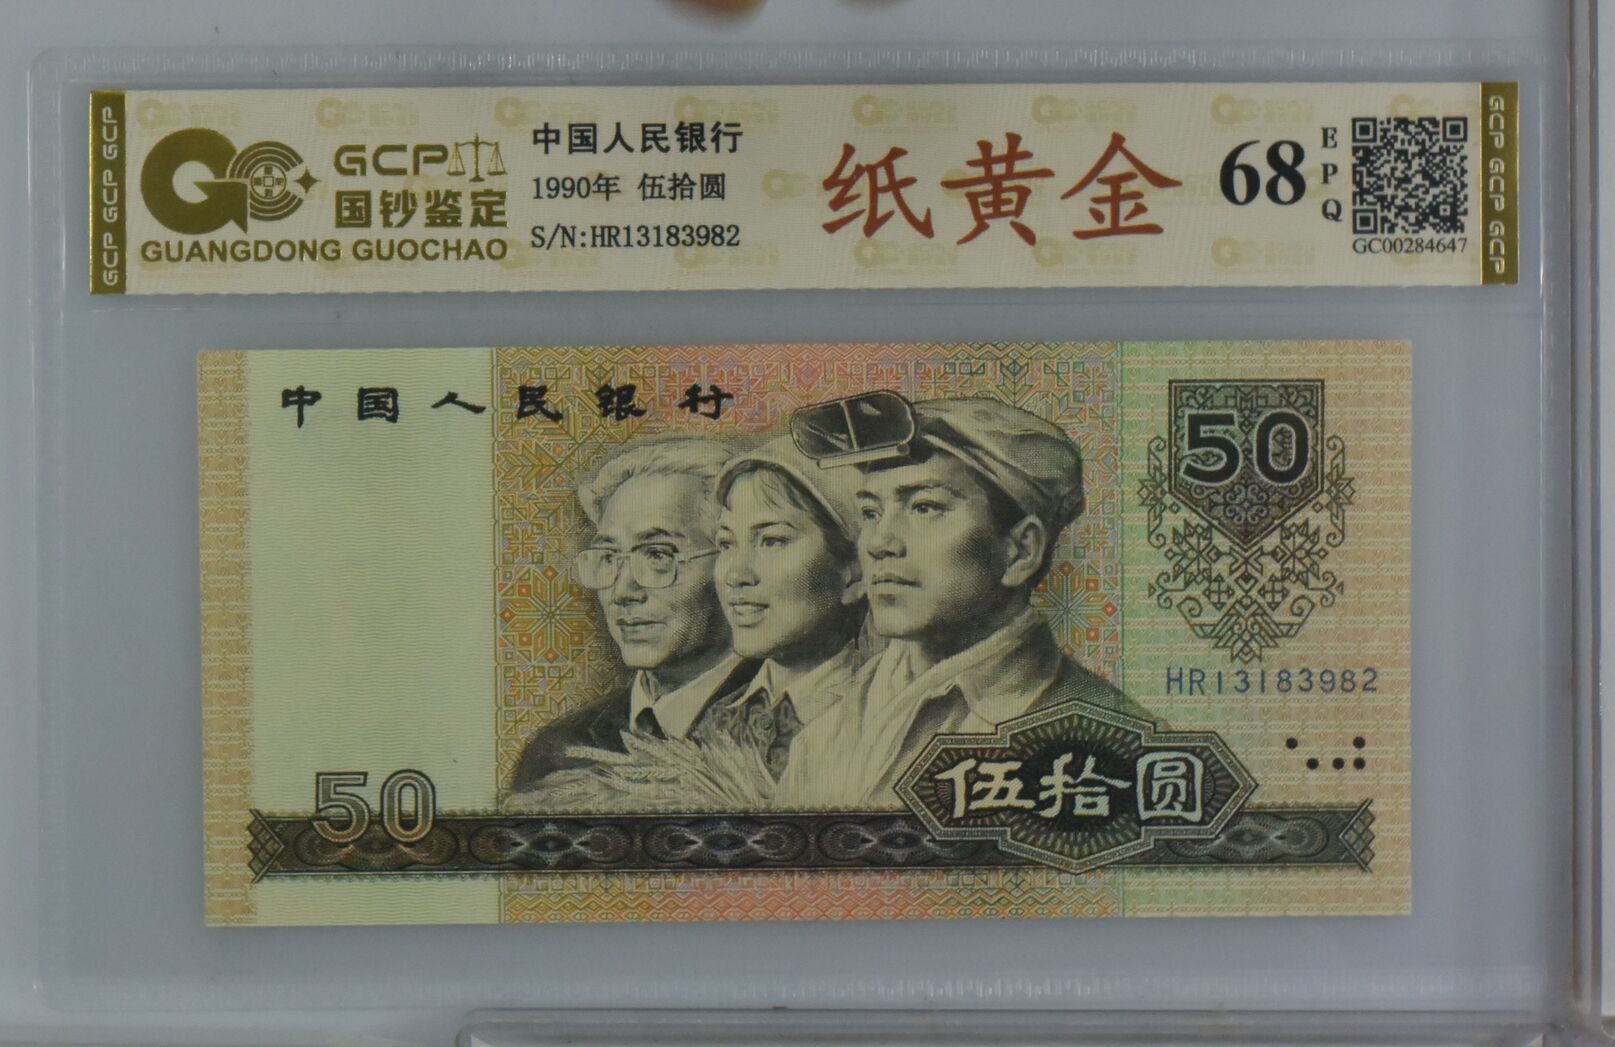 GCP GCP GCP
GCP
国钞鉴定
GUANGDONG GUOCHAO
中国人民银行
1990年 伍拾圆
S/N:HR13183982
纸黄金
68
EPQ
GC00284647
GCP GCP GCP
中国人民银行
50
HR13183982
50
伍拾圆